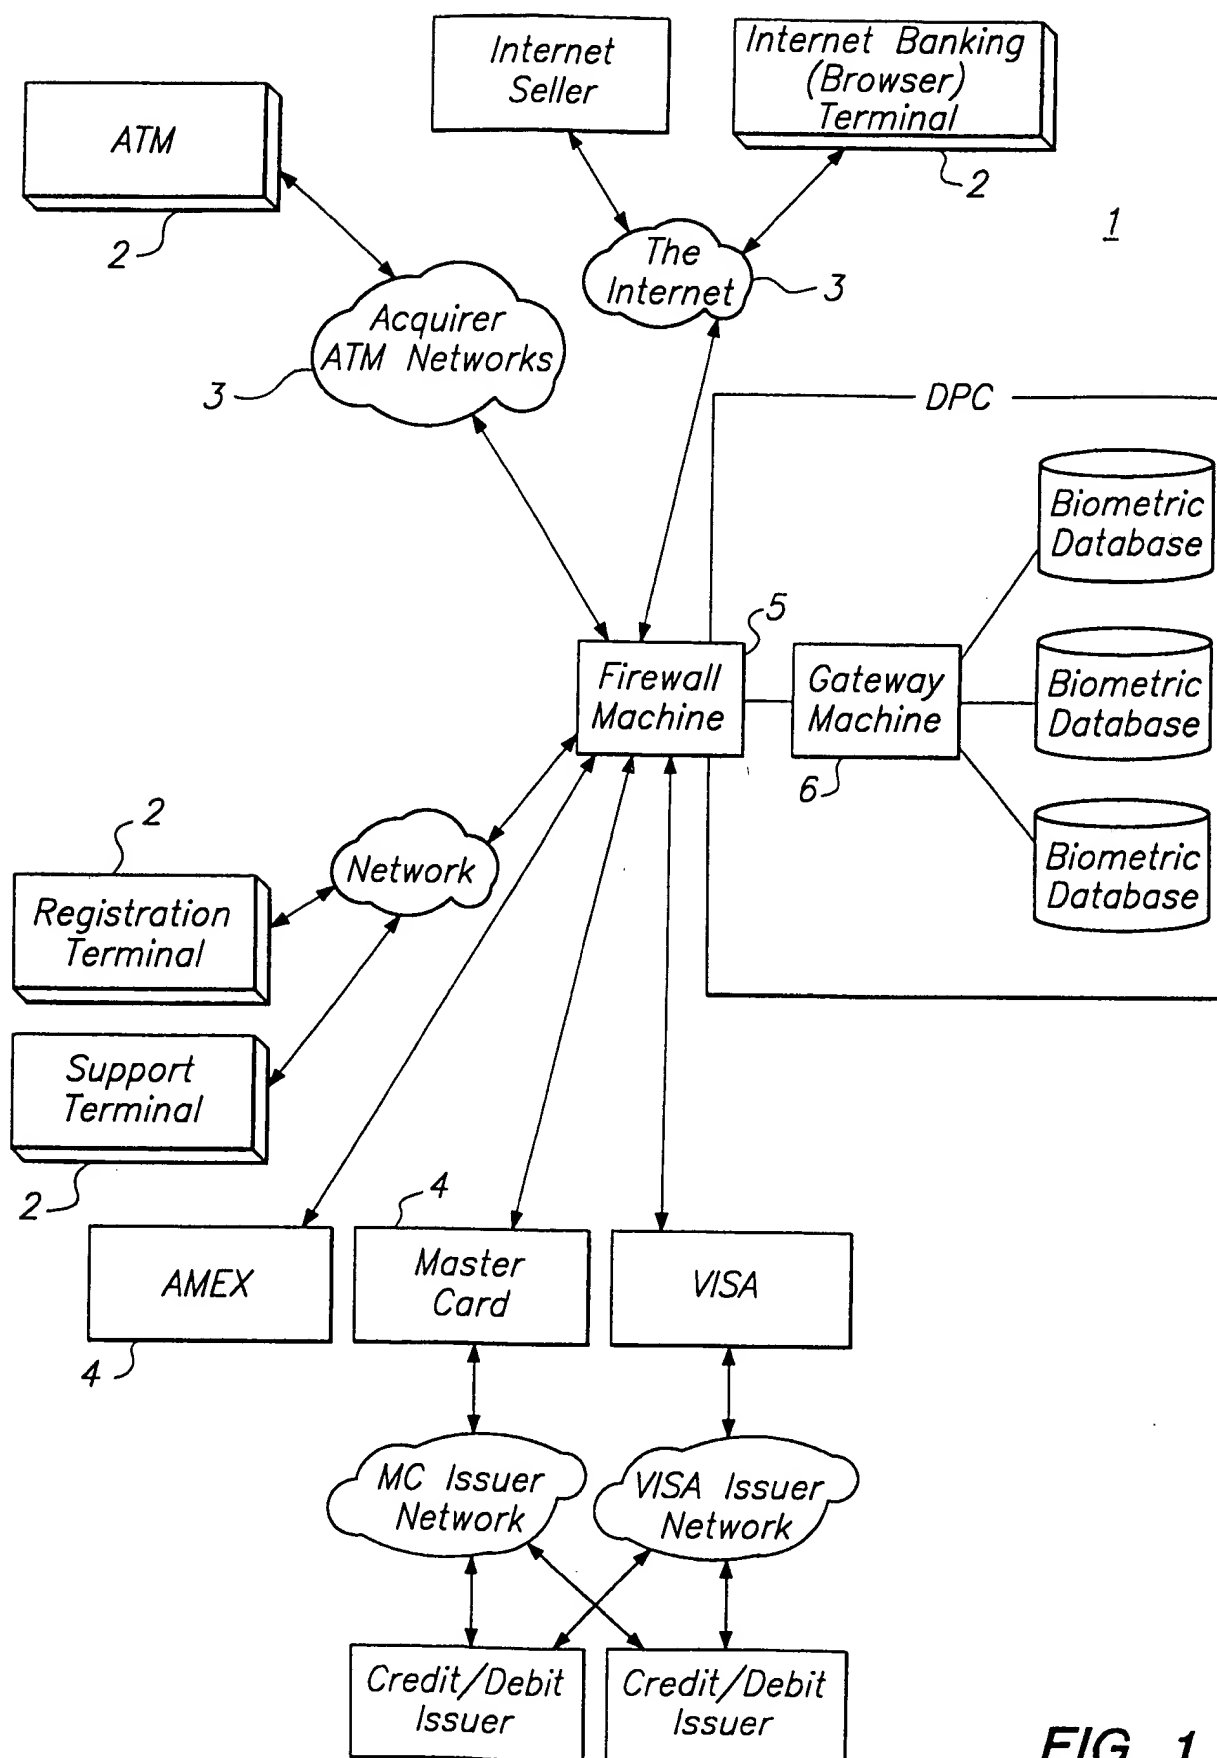 Internet
Seller
Internet Banking
(Browser)
Terminal
2
ATM
2
1
The
Internet
3
Acquirer
ATM Networks
3
DPC
Biometric
Database
5
Firewall
Machine
Gateway
Machine
6
Biometric
Database
Biometric
Database
2
Network
Registration
Terminal
Support
Terminal
2
4
AMEX
4
Master
Card
VISA
MC Issuer
Network
VISA Issuer
Network
Credit/Debit
Issuer
Credit/Debit
Issuer
FIG. 1